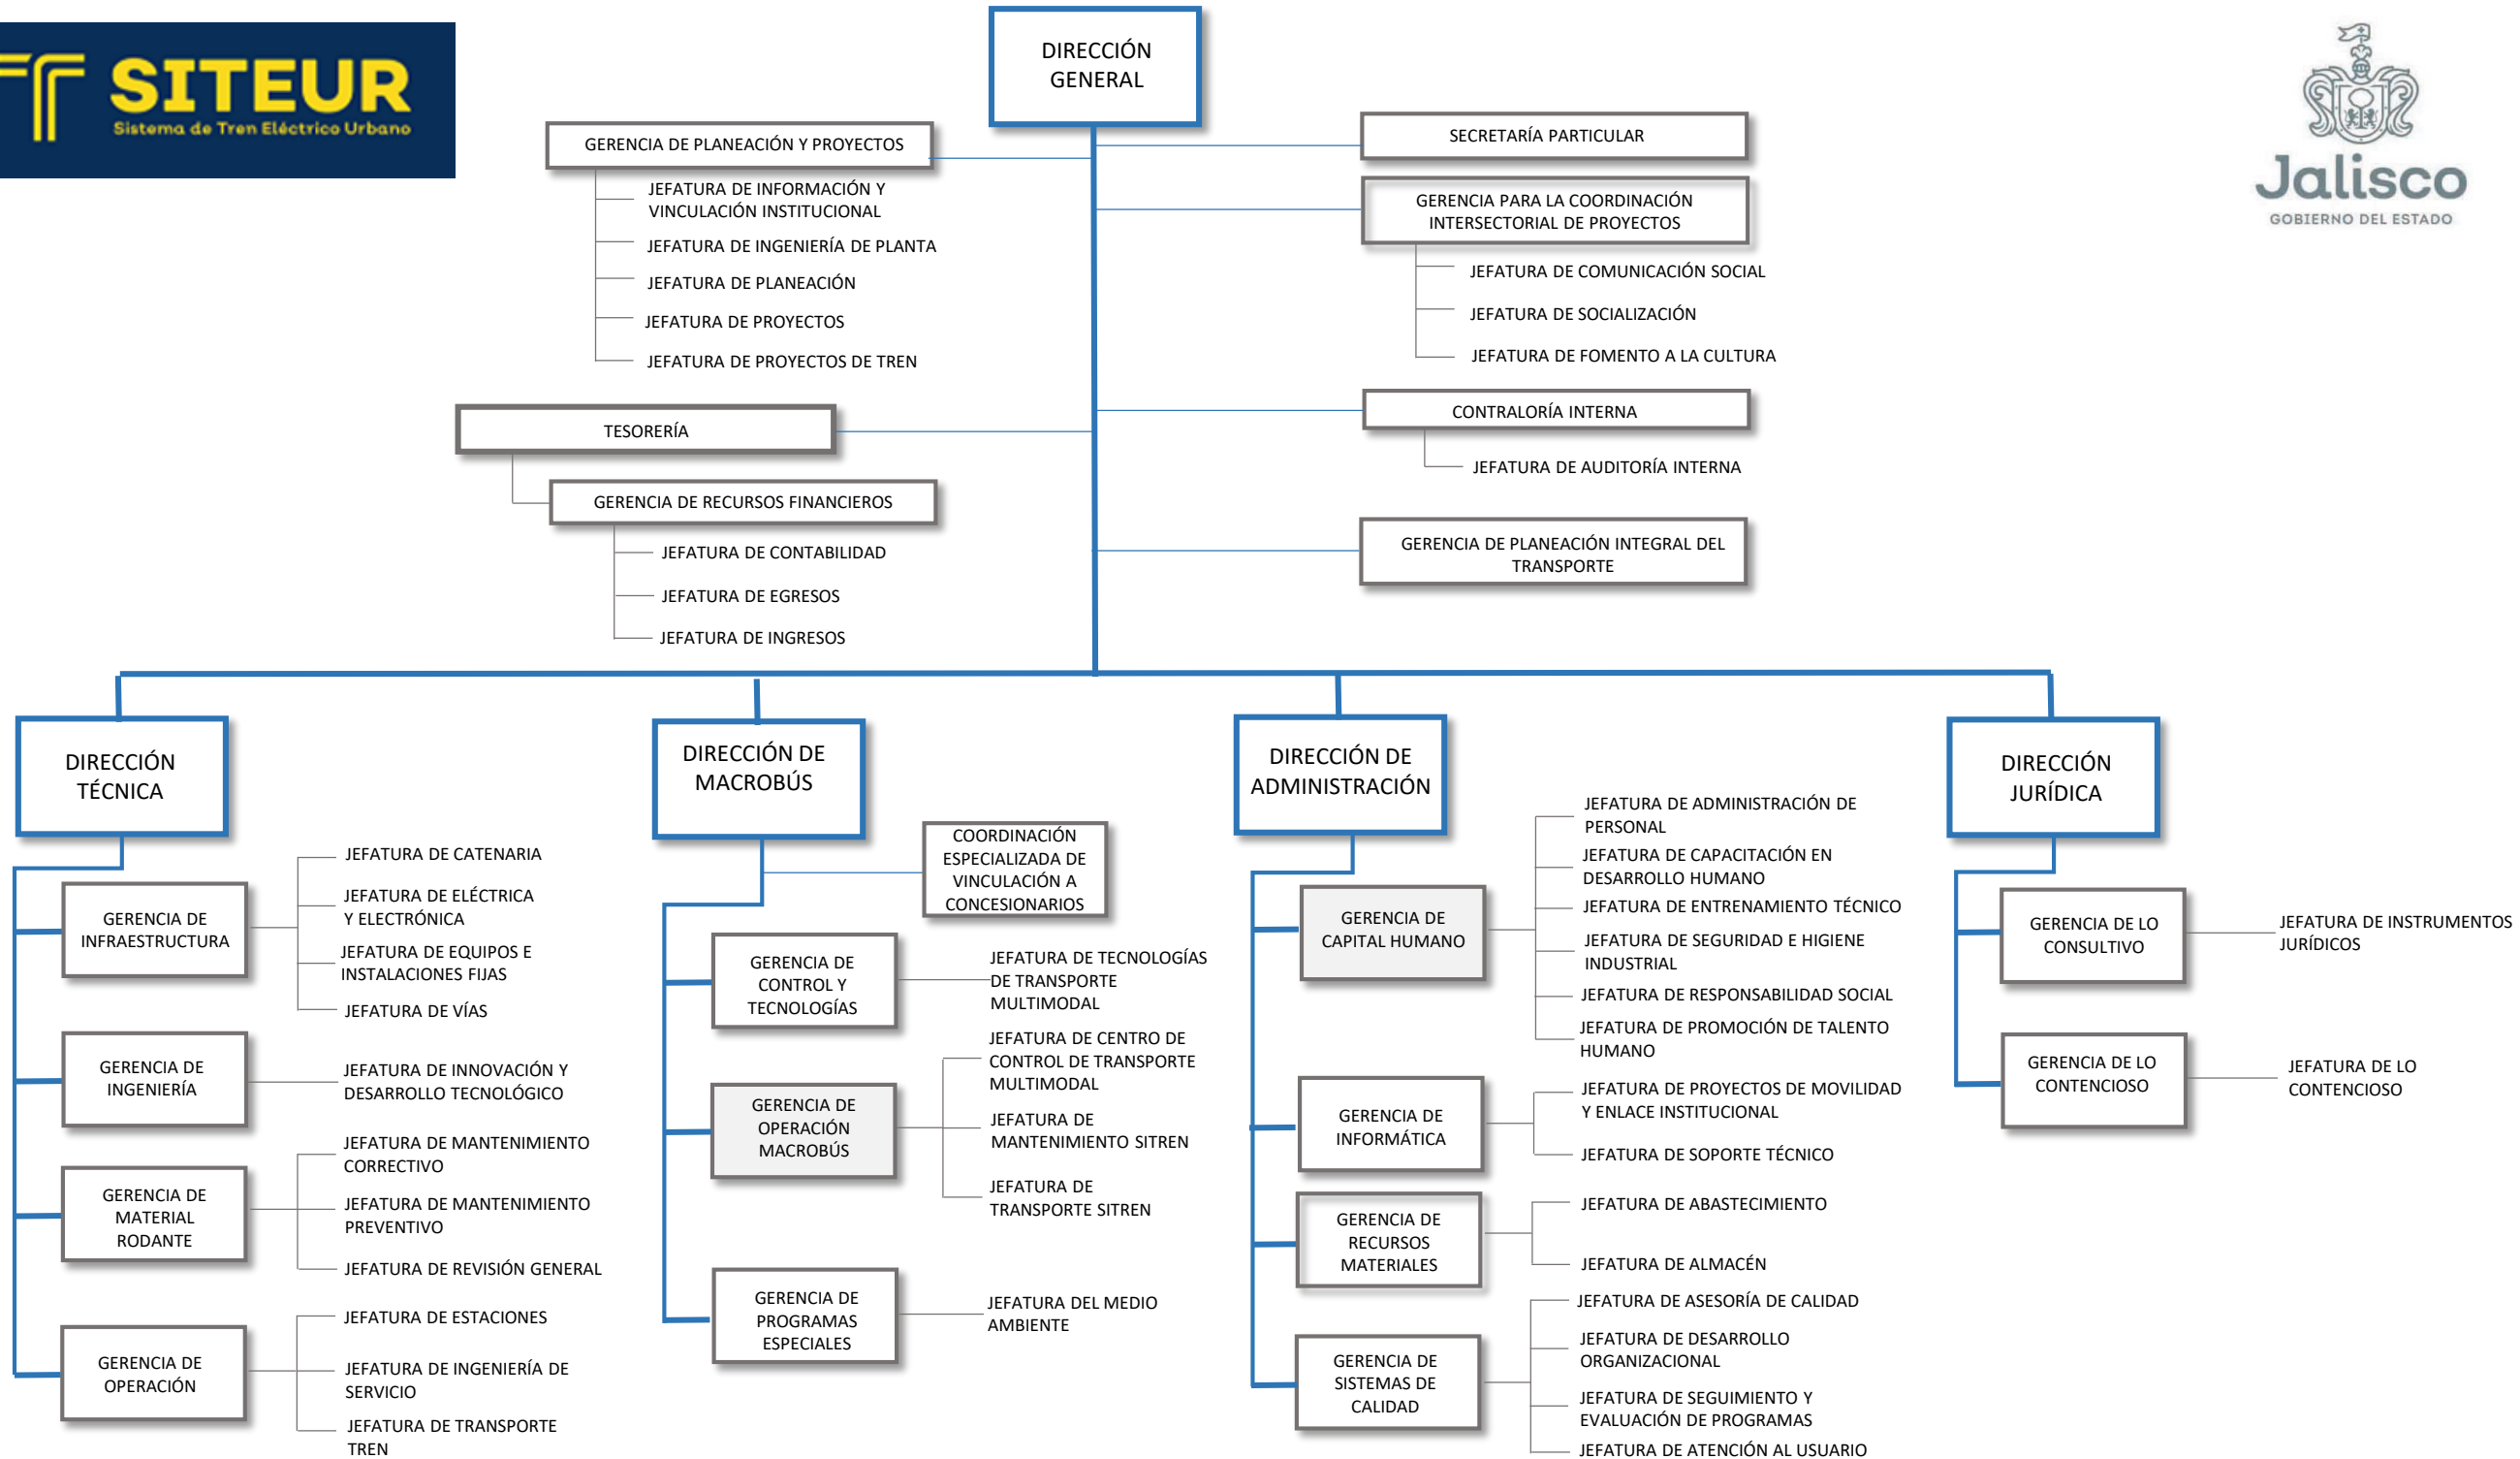 SITEUR
Sistema de Tren Eléctrico Urbano
Jalisco
GOBIERNO DEL ESTADO
DIRECCIÓN
GENERAL
GERENCIA DE PLANEACIÓN Y PROYECTOS
JEFATURA DE INFORMACIÓN Y
VINCULACIÓN INSTITUCIONAL
JEFATURA DE INGENIERÍA DE PLANTA
JEFATURA DE PLANEACIÓN
JEFATURA DE PROYECTOS
JEFATURA DE PROYECTOS DE TREN
TESORERÍA
GERENCIA DE RECURSOS FINANCIEROS
JEFATURA DE CONTABILIDAD
JEFATURA DE EGRESOS
JEFATURA DE INGRESOS
SECRETARÍA PARTICULAR
GERENCIA PARA LA COORDINACIÓN
INTERSECTORIAL DE PROYECTOS
JEFATURA DE COMUNICACIÓN SOCIAL
JEFATURA DE SOCIALIZACIÓN
JEFATURA DE FOMENTO A LA CULTURA
CONTRALORÍA INTERNA
JEFATURA DE AUDITORÍA INTERNA
GERENCIA DE PLANEACIÓN INTEGRAL DEL
TRANSPORTE
DIRECCIÓN
TÉCNICA
GERENCIA DE
INFRAESTRUCTURA
JEFATURA DE CATENARIA
JEFATURA DE ELÉCTRICA
Y ELECTRÓNICA
JEFATURA DE EQUIPOS E
INSTALACIONES FIJAS
JEFATURA DE VÍAS
GERENCIA DE
INGENIERÍA
JEFATURA DE INNOVACIÓN Y
DESARROLLO TECNOLÓGICO
GERENCIA DE
MATERIAL
RODANTE
JEFATURA DE MANTENIMIENTO
CORRECTIVO
JEFATURA DE MANTENIMIENTO
PREVENTIVO
JEFATURA DE REVISIÓN GENERAL
GERENCIA DE
OPERACIÓN
JEFATURA DE ESTACIONES
JEFATURA DE INGENIERÍA DE
SERVICIO
JEFATURA DE TRANSPORTE
TREN
DIRECCIÓN DE
MACROBÚS
COORDINACIÓN
ESPECIALIZADA DE
VINCULACIÓN A
CONCESIONARIOS
GERENCIA DE
CONTROL Y
TECNOLOGÍAS
JEFATURA DE TECNOLOGÍAS
DE TRANSPORTE
MULTIMODAL
GERENCIA DE
OPERACIÓN
MACROBÚS
JEFATURA DE CENTRO DE
CONTROL DE TRANSPORTE
MULTIMODAL
JEFATURA DE
MANTENIMIENTO SITREN
JEFATURA DE
TRANSPORTE SITREN
GERENCIA DE
PROGRAMAS
ESPECIALES
JEFATURA DEL MEDIO
AMBIENTE
DIRECCIÓN DE
ADMINISTRACIÓN
GERENCIA DE
CAPITAL HUMANO
JEFATURA DE ADMINISTRACIÓN DE
PERSONAL
JEFATURA DE CAPACITACIÓN EN
DESARROLLO HUMANO
JEFATURA DE ENTRENAMIENTO TÉCNICO
JEFATURA DE SEGURIDAD E HIGIENE
INDUSTRIAL
JEFATURA DE RESPONSABILIDAD SOCIAL
JEFATURA DE PROMOCIÓN DE TALENTO
HUMANO
GERENCIA DE
INFORMÁTICA
JEFATURA DE PROYECTOS DE MOVILIDAD
Y ENLACE INSTITUCIONAL
JEFATURA DE SOPORTE TÉCNICO
GERENCIA DE
RECURSOS
MATERIALES
JEFATURA DE ABASTECIMIENTO
JEFATURA DE ALMACÉN
GERENCIA DE
SISTEMAS DE
CALIDAD
JEFATURA DE ASESORÍA DE CALIDAD
JEFATURA DE DESARROLLO
ORGANIZACIONAL
JEFATURA DE SEGUIMIENTO Y
EVALUACIÓN DE PROGRAMAS
JEFATURA DE ATENCIÓN AL USUARIO
DIRECCIÓN
JURÍDICA
GERENCIA DE LO
CONSULTIVO
JEFATURA DE INSTRUMENTOS
JURÍDICOS
GERENCIA DE LO
CONTENCIOSO
JEFATURA DE LO
CONTENCIOSO